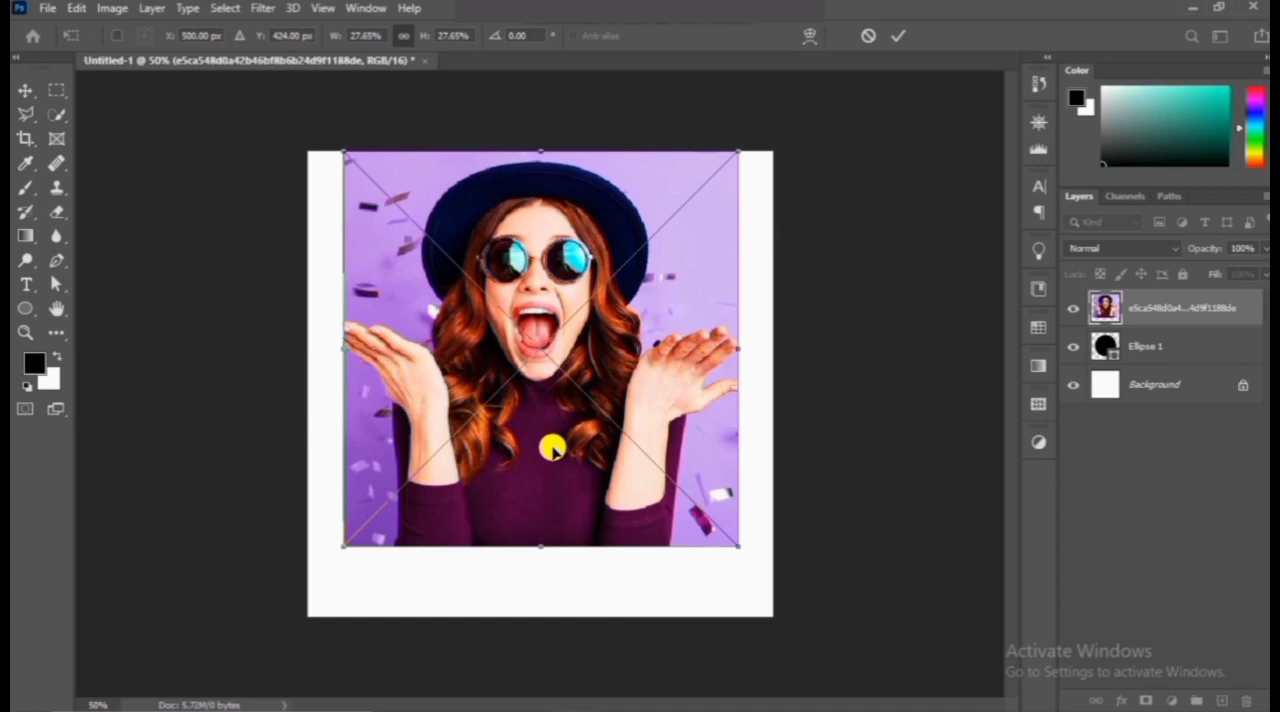 Ps File Edit Image Layer Type Select Filter 3D View Window Help
X: 500.00 px Y: 424.00 px W: 27.65% H: 27.65% 0.00 ° Anti-alias
Untitled-1 @ 50% (e5ca548d0a42b46bf8b6b24d9f1188de, RGB/16) * ×
Color
Layers Channels Paths
Kind
Normal Opacity: 100%
Lock: Fill: 100%
e5ca548d0a4...4d9f1188de
Ellipse 1
Background
Activate Windows
Go to Settings to activate Windows.
50% Doc: 5.72M/0 bytes